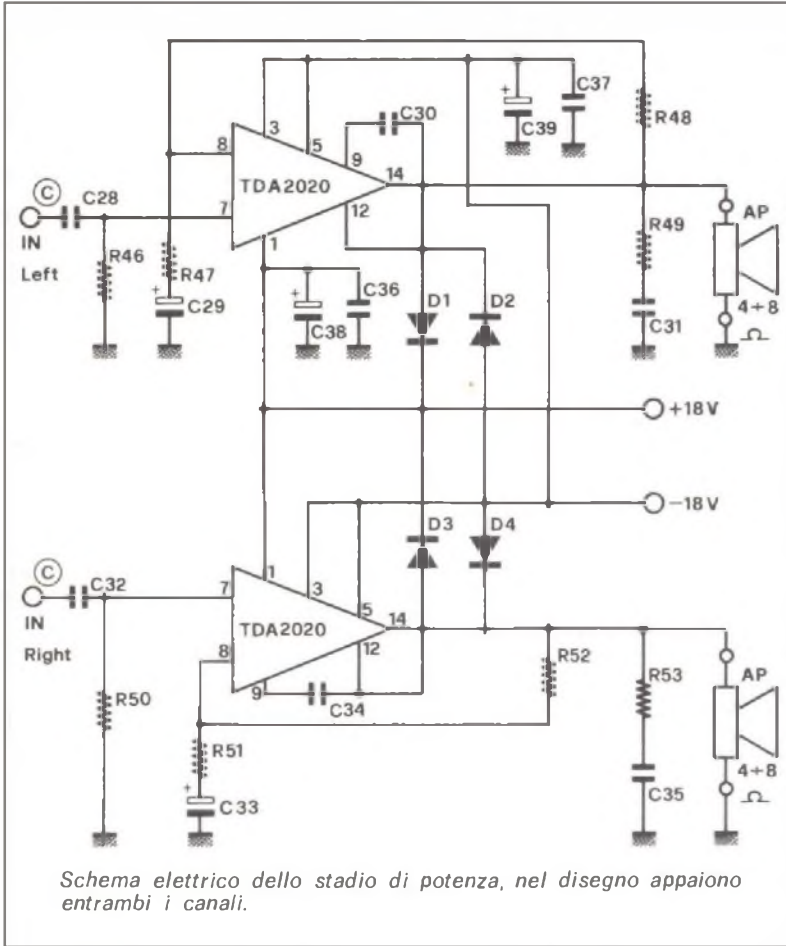 C37
C30
C39
R48
3
5
8
9
TDA2020
14
C
C28
7
12
AP
IN
R46
1
R49
Left
R47
C29
C36
D1
D2
4÷8
C38
C31
Ω
+18V
-18V
D3
D4
C
C32
1
3
7
5
IN
TDA2020
14
Right
8
12
R52
R53
AP
9
C34
R50
R51
4÷8
C33
C35
Ω
Schema elettrico dello stadio di potenza, nel disegno appaiono
entrambi i canali.